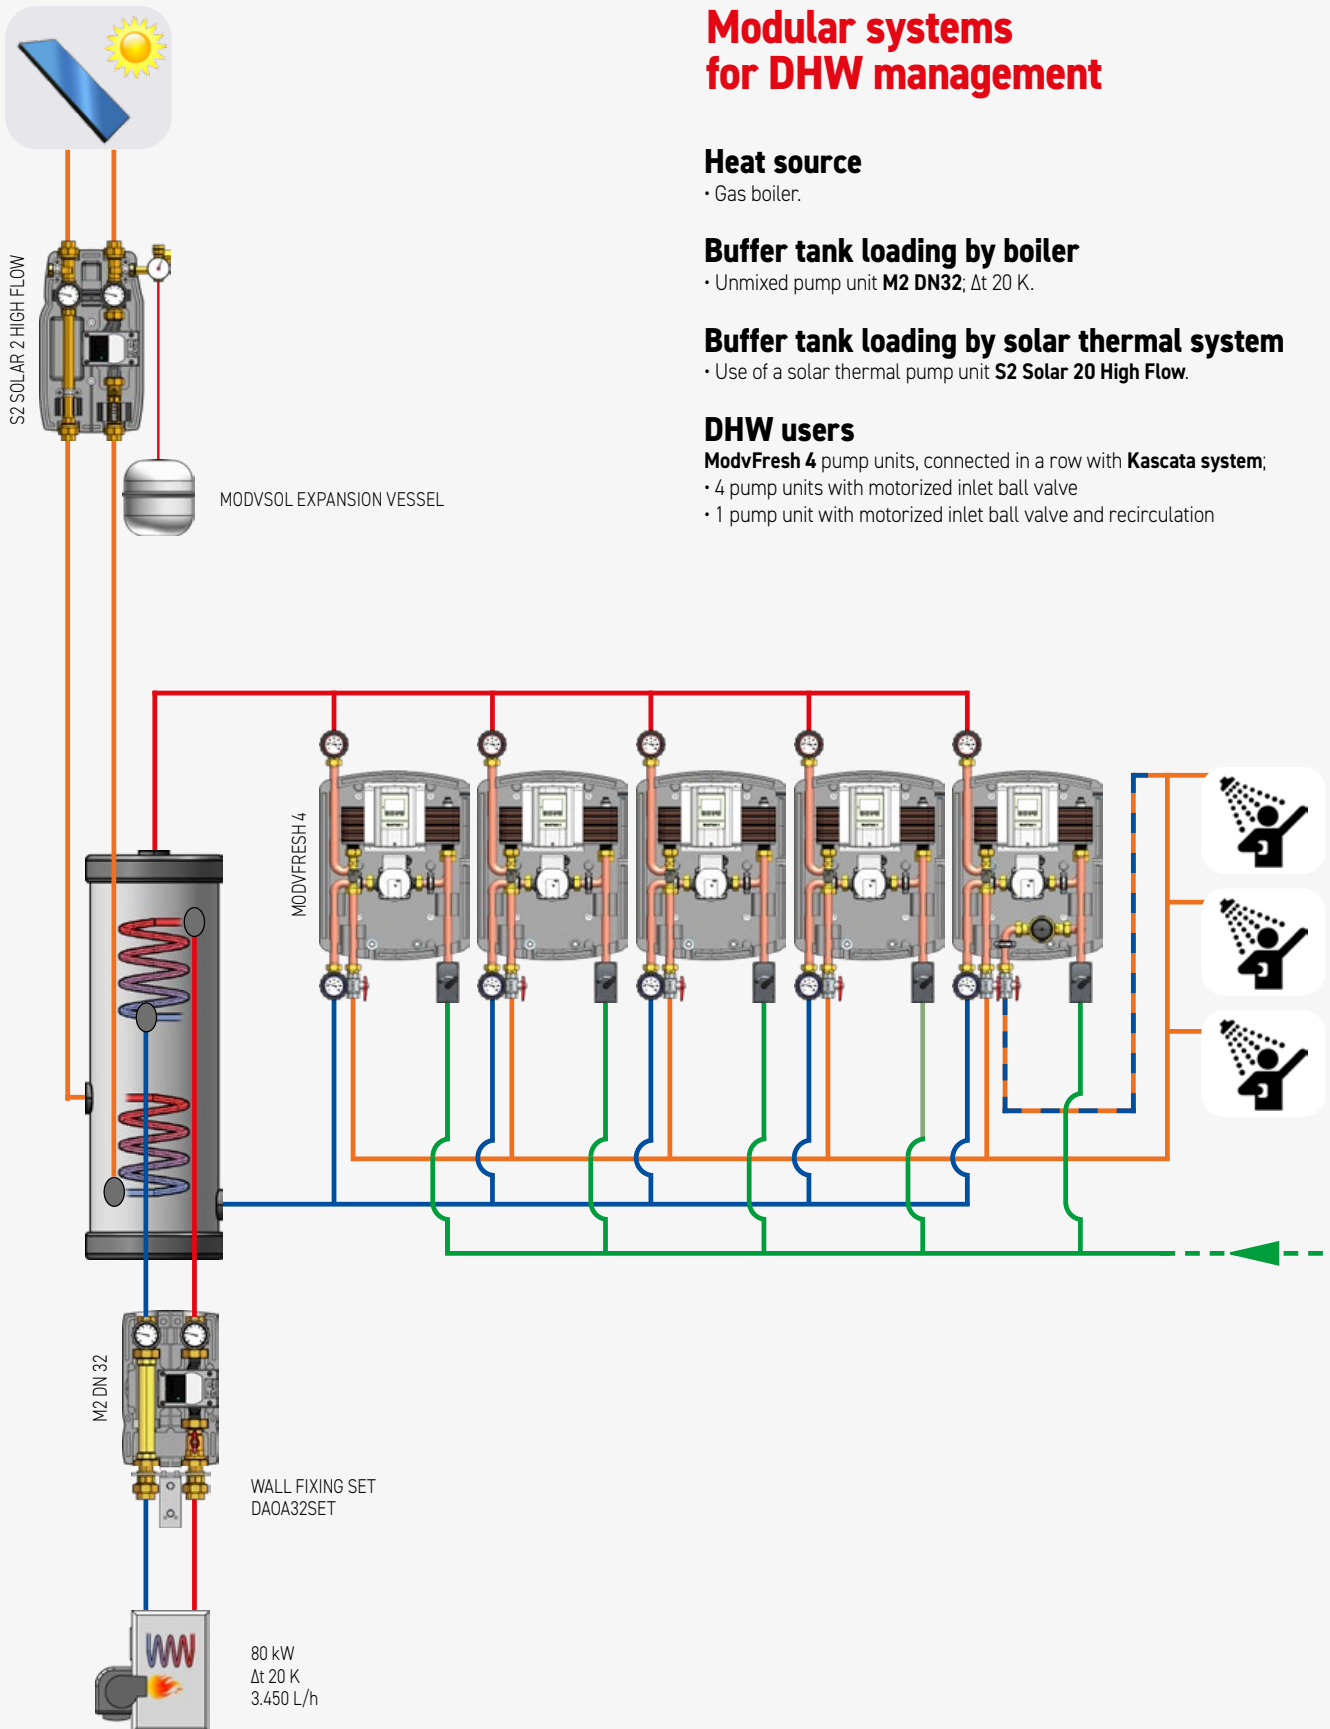 Modular systems
for DHW management
Heat source
• Gas boiler.
Buffer tank loading by boiler
• Unmixed pump unit M2 DN32; Δt 20 K.
Buffer tank loading by solar thermal system
• Use of a solar thermal pump unit S2 Solar 20 High Flow.
DHW users
ModvFresh 4 pump units, connected in a row with Kascata system;
• 4 pump units with motorized inlet ball valve
• 1 pump unit with motorized inlet ball valve and recirculation
S2 SOLAR 2 HIGH FLOW
MODVSOL EXPANSION VESSEL
MODVFRESH 4
M2 DN 32
WALL FIXING SET
DAOA32SET
80 kW
Δt 20 K
3.450 L/h